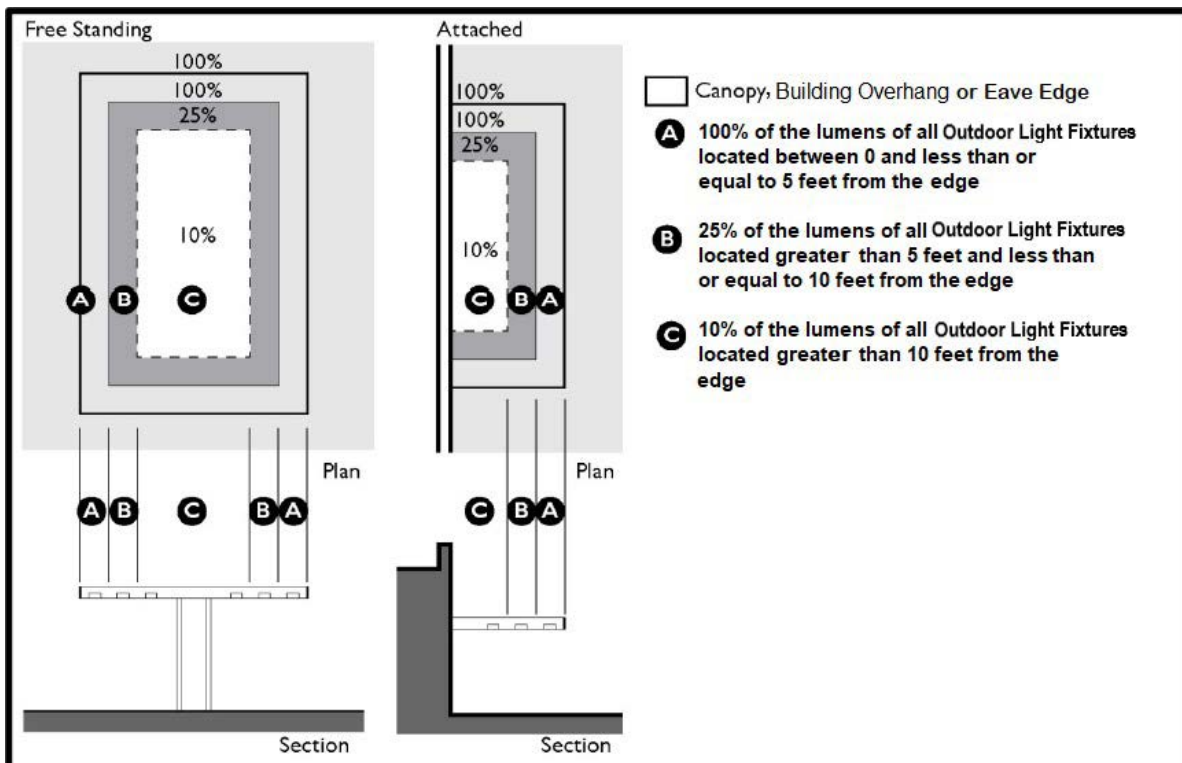 Free Standing
100%
100%
25%
10%
A B C
Plan
A B C B A
Section
Attached
100%
100%
25%
10%
C B A
Plan
C B A
Section
Canopy, Building Overhang or Eave Edge
A 100% of the lumens of all Outdoor Light Fixtures
located between 0 and less than or
equal to 5 feet from the edge
B 25% of the lumens of all Outdoor Light Fixtures
located greater than 5 feet and less than
or equal to 10 feet from the edge
C 10% of the lumens of all Outdoor Light Fixtures
located greater than 10 feet from the
edge